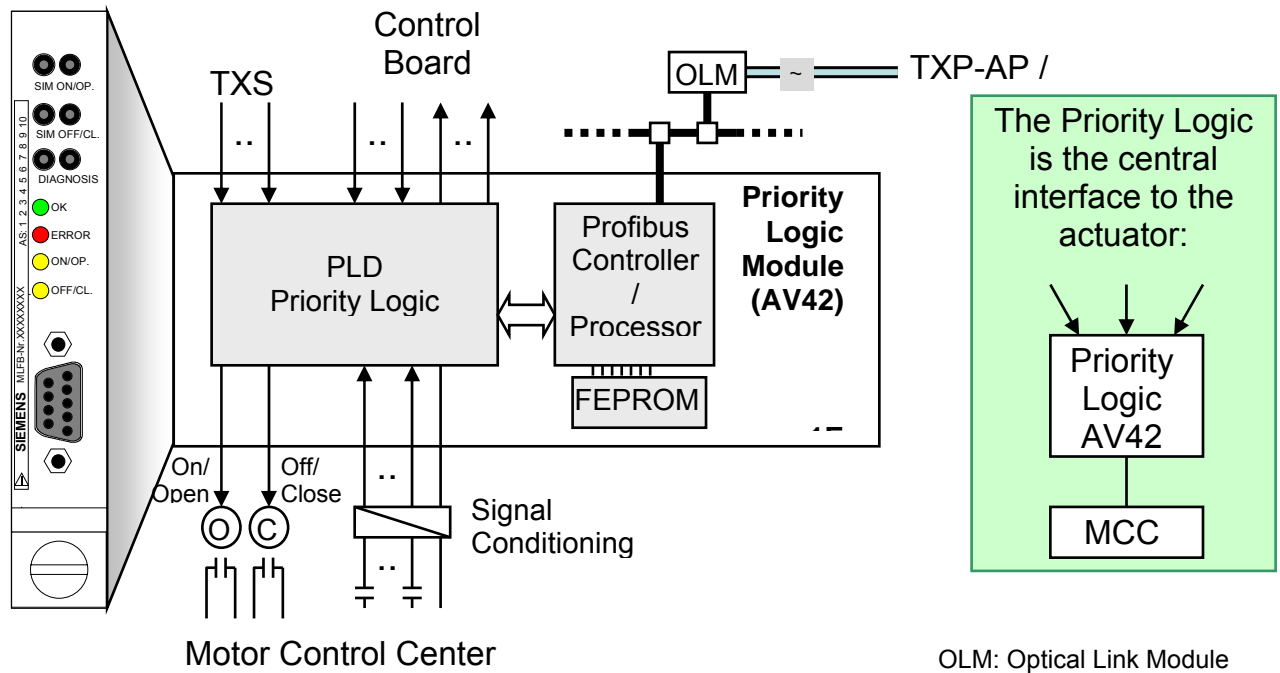 SIM ON/OP.
SIM OFF/CL.
DIAGNOSIS
OK
ERROR
ON/OP.
OFF/CL.
AS: 1 2 3 4 5 6 7 8 9 10
SIEMENS MLFB-Nr.XXXXXXXX
TXS
..
Control
Board
..
..
OLM
~
TXP-AP /
PLD
Priority Logic
Profibus
Controller
/
Processor
FEPROM
Priority
Logic
Module
(AV42)
On/
Open
Off/
Close
O
C
..
..
Signal
Conditioning
Motor Control Center
The Priority Logic
is the central
interface to the
actuator:
Priority
Logic
AV42
MCC
OLM: Optical Link Module